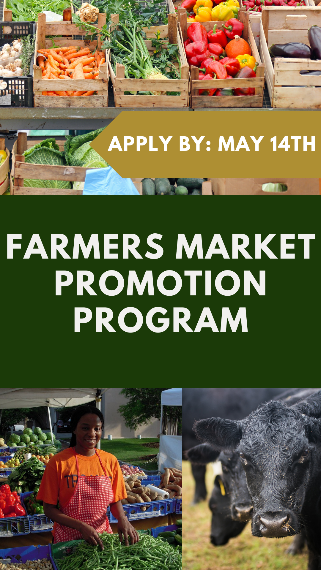 APPLY BY: MAY 14TH
FARMERS MARKET
PROMOTION
PROGRAM